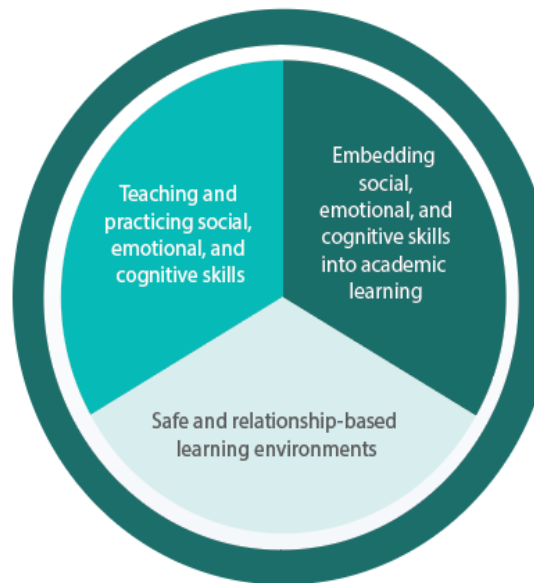 Teaching and
practicing social,
emotional, and
cognitive skills
Embedding
social,
emotional, and
cognitive skills
into academic
learning
Safe and relationship-based
learning environments